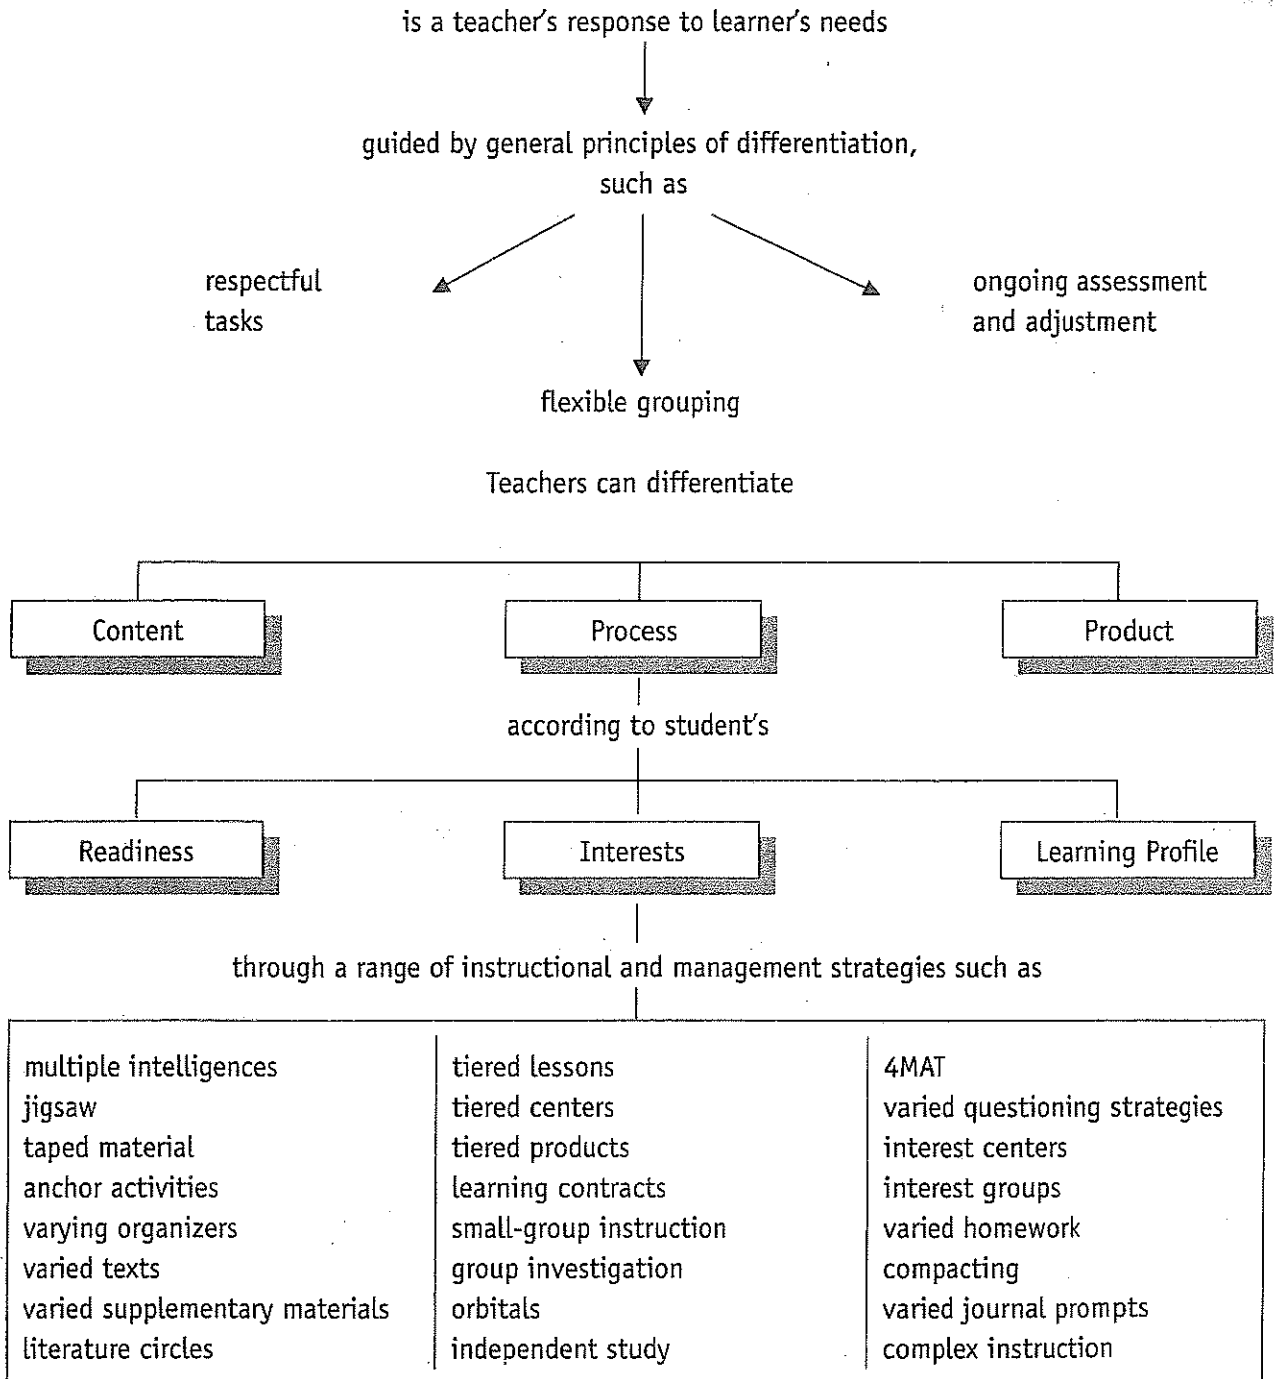 is a teacher's response to learner's needs
guided by general principles of differentiation,
such as
respectful
tasks
ongoing assessment
and adjustment
flexible grouping
Teachers can differentiate
Content
Process
Product
according to student's
Readiness
Interests
Learning Profile
through a range of instructional and management strategies such as
multiple intelligences
jigsaw
taped material
anchor activities
varying organizers
varied texts
varied supplementary materials
literature circles
tiered lessons
tiered centers
tiered products
learning contracts
small-group instruction
group investigation
orbitals
independent study
4MAT
varied questioning strategies
interest centers
interest groups
varied homework
compacting
varied journal prompts
complex instruction